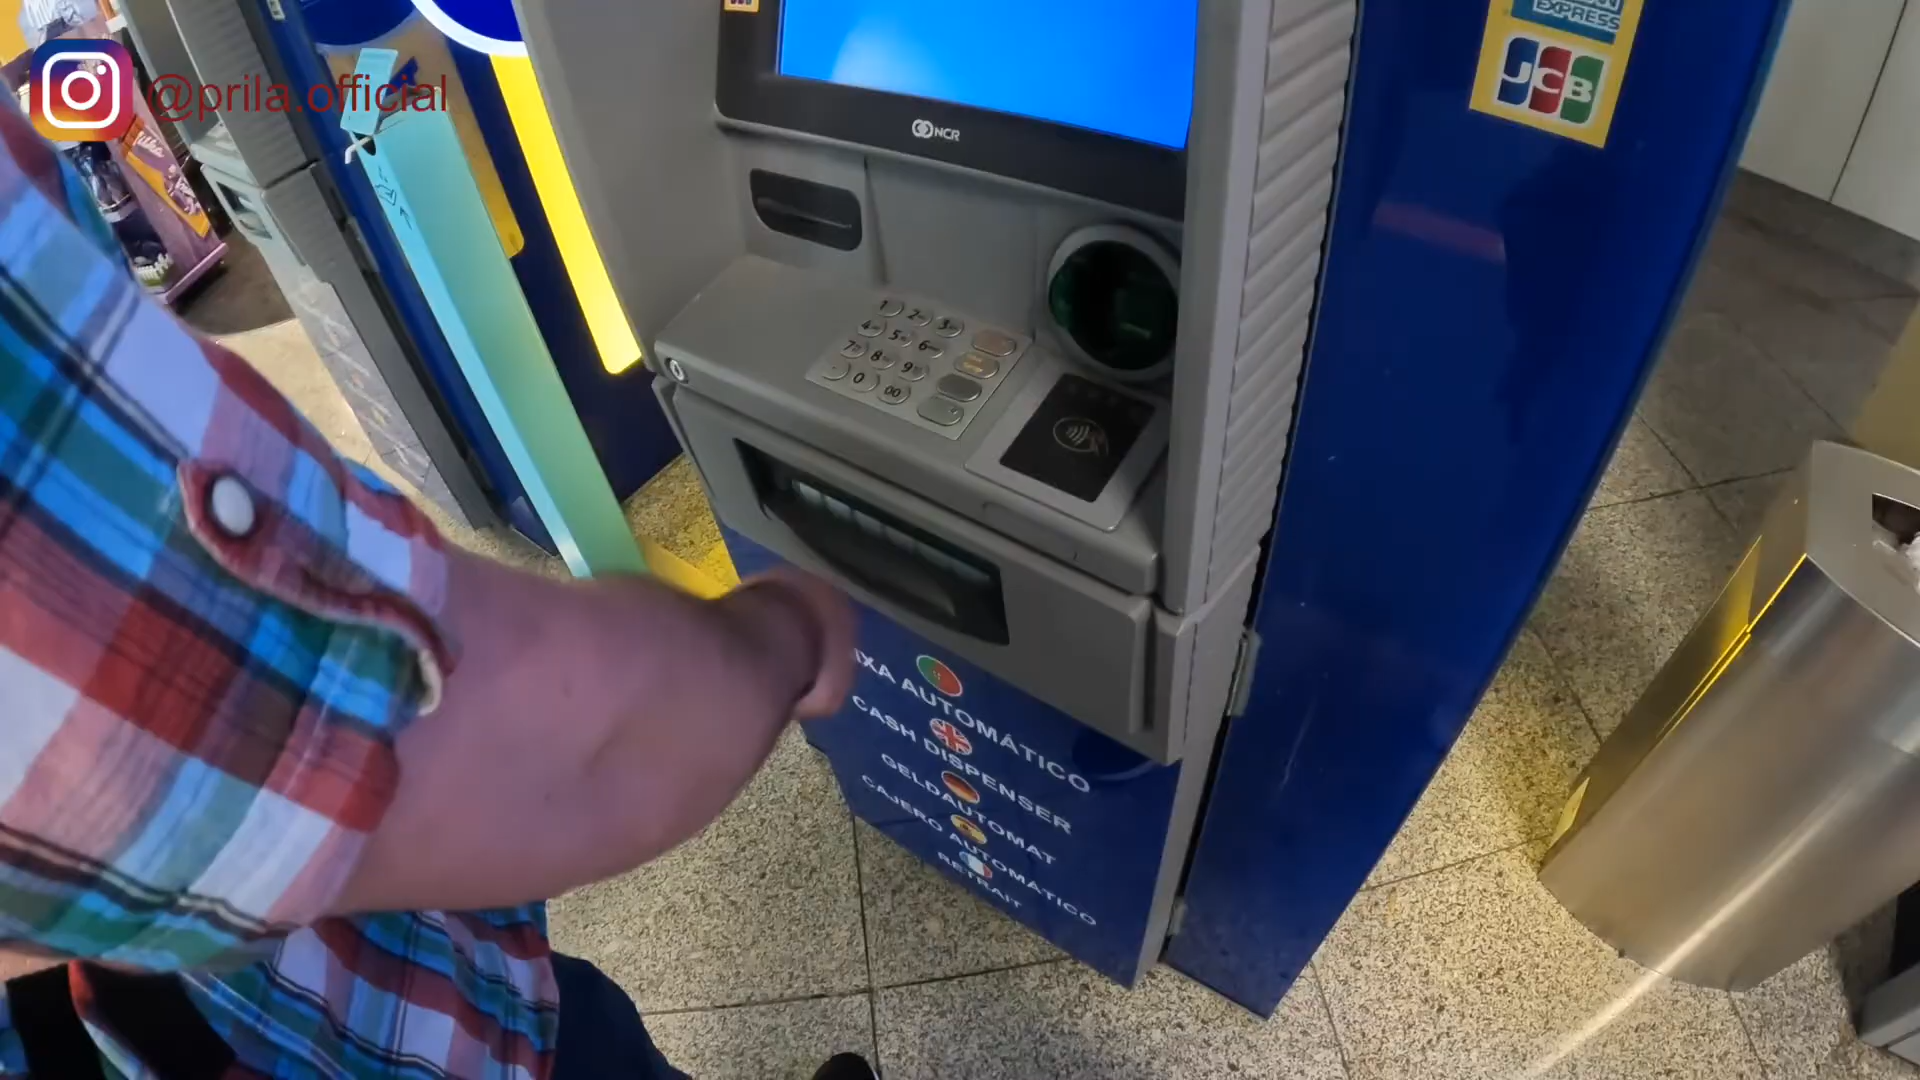 @prila.official
EXPRESS
JCB
NCR
1 2 3
4 5 6
7 8 9
0 00
IXA AUTOMÁTICO
CASH DISPENSER
GELDAUTOMAT
CAJERO AUTOMÁTICO
RETRAIT